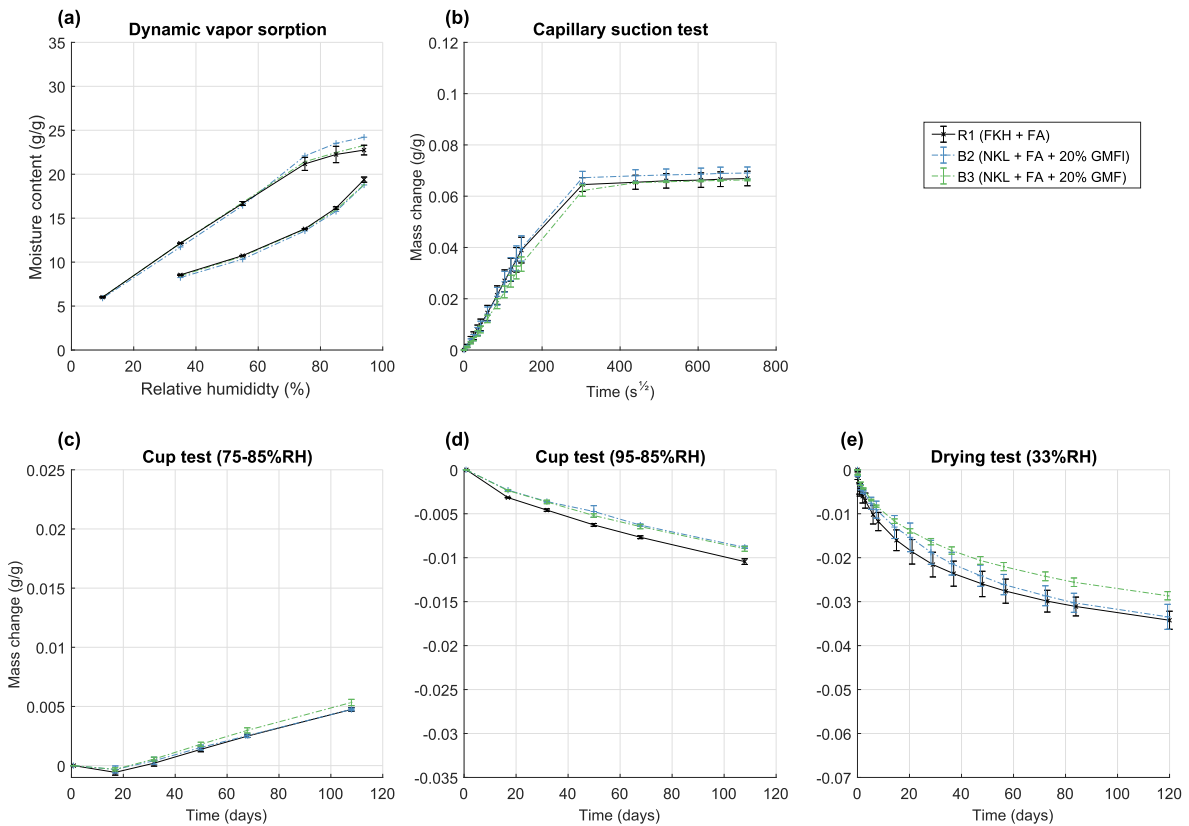 (a)
Dynamic vapor sorption
35
30
25
20
15
10
5
0
0 20 40 60 80 100
Moisture content (g/g)
Relative humididty (%)
(b)
Capillary suction test
0.12
0.1
0.08
0.06
0.04
0.02
0
0 200 400 600 800
Mass change (g/g)
Time (s½)
R1 (FKH + FA)
B2 (NKL + FA + 20% GMFI)
B3 (NKL + FA + 20% GMF)
(c)
Cup test (75-85%RH)
0.025
0.02
0.015
0.01
0.005
0
0 20 40 60 80 100 120
Mass change (g/g)
Time (days)
(d)
Cup test (95-85%RH)
0
-0.005
-0.01
-0.015
-0.02
-0.025
-0.03
-0.035
0 20 40 60 80 100 120
Time (days)
(e)
Drying test (33%RH)
0
-0.01
-0.02
-0.03
-0.04
-0.05
-0.06
-0.07
0 20 40 60 80 100 120
Time (days)